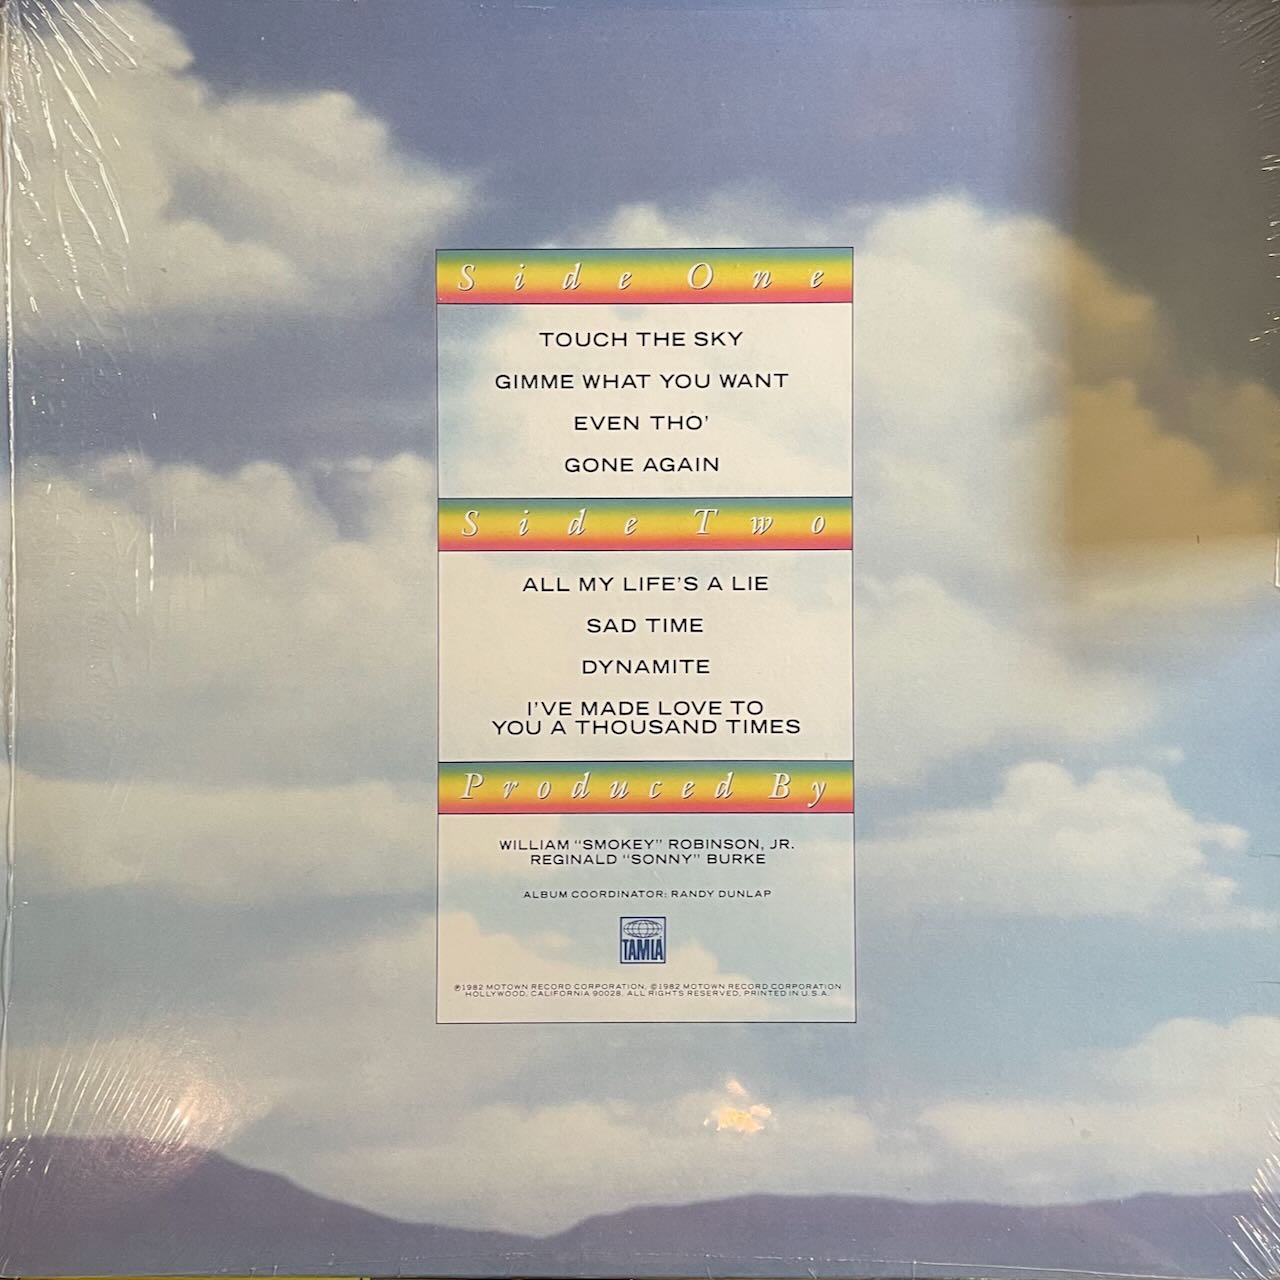 Side One
TOUCH THE SKY
GIMME WHAT YOU WANT
EVEN THO'
GONE AGAIN
Side Two
ALL MY LIFE'S A LIE
SAD TIME
DYNAMITE
I'VE MADE LOVE TO
YOU A THOUSAND TIMES
Produced By
WILLIAM "SMOKEY" ROBINSON, JR.
REGINALD "SONNY" BURKE
ALBUM COORDINATOR: RANDY DUNLAP
TAMLA
℗1982 MOTOWN RECORD CORPORATION, ©1982 MOTOWN RECORD CORPORATION
HOLLYWOOD, CALIFORNIA 90028. ALL RIGHTS RESERVED, PRINTED IN U.S.A.